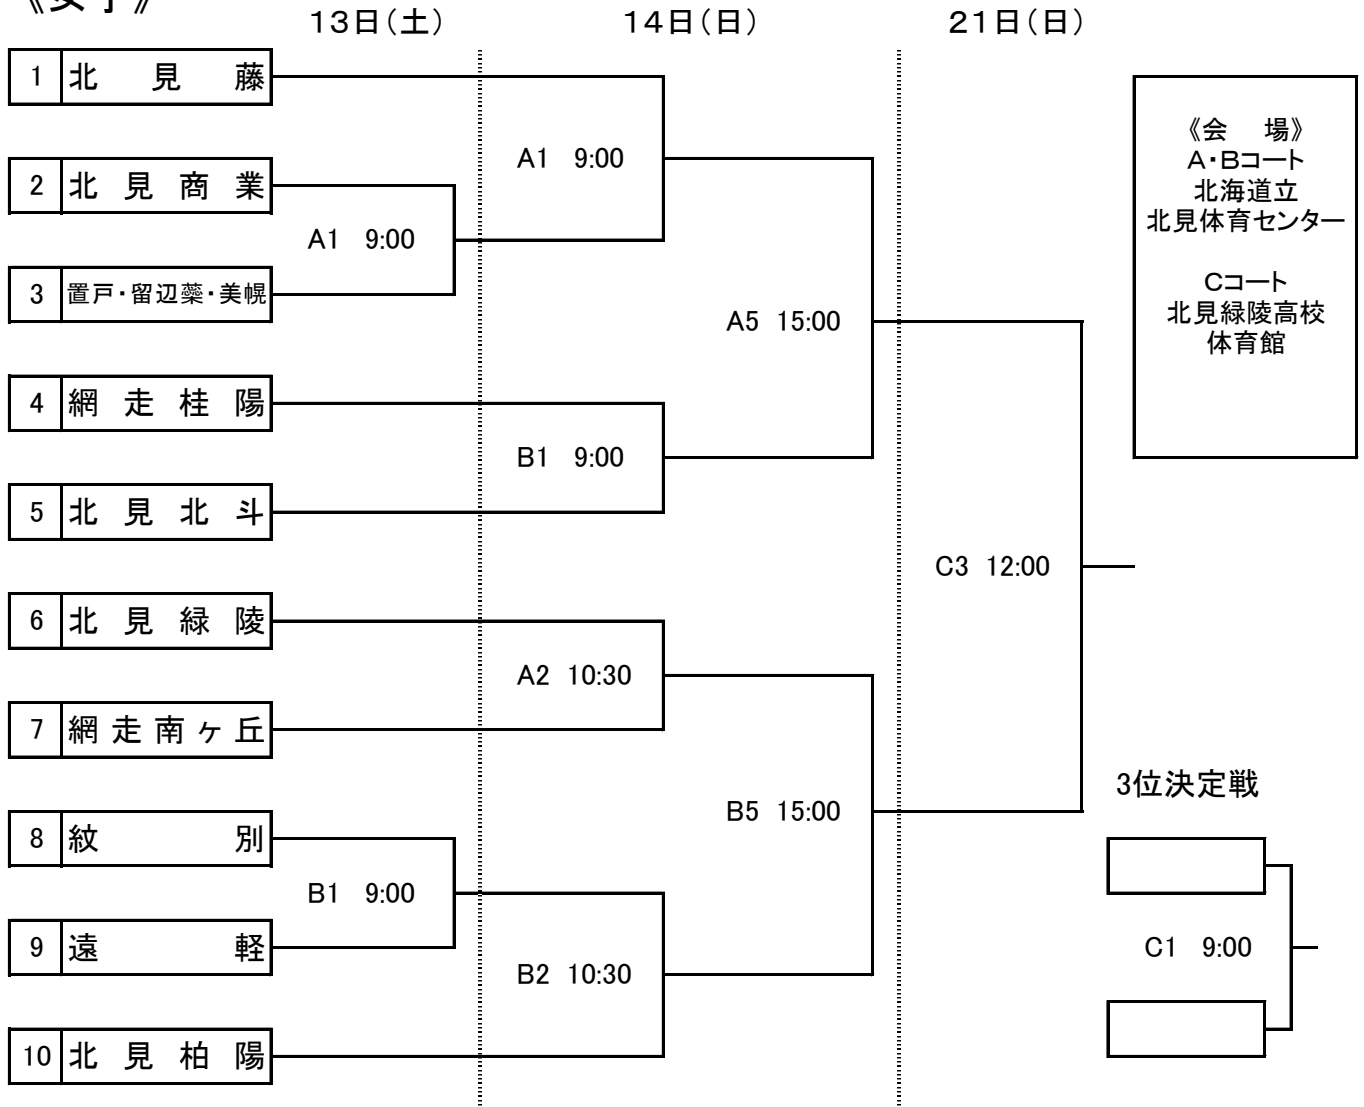 《女子》
13日(土) 14日(日) 21日(日)
1 北見藤
2 北見商業
3 置戸・留辺蘂・美幌
4 網走桂陽
5 北見北斗
6 北見緑陵
7 網走南ヶ丘
8 紋別
9 遠軽
10 北見柏陽
A1 9:00
B1 9:00
A1 9:00
B1 9:00
A2 10:30
B2 10:30
A5 15:00
B5 15:00
C3 12:00
《会 場》
A・Bコート
北海道立
北見体育センター
Cコート
北見緑陵高校
体育館
3位決定戦
C1 9:00